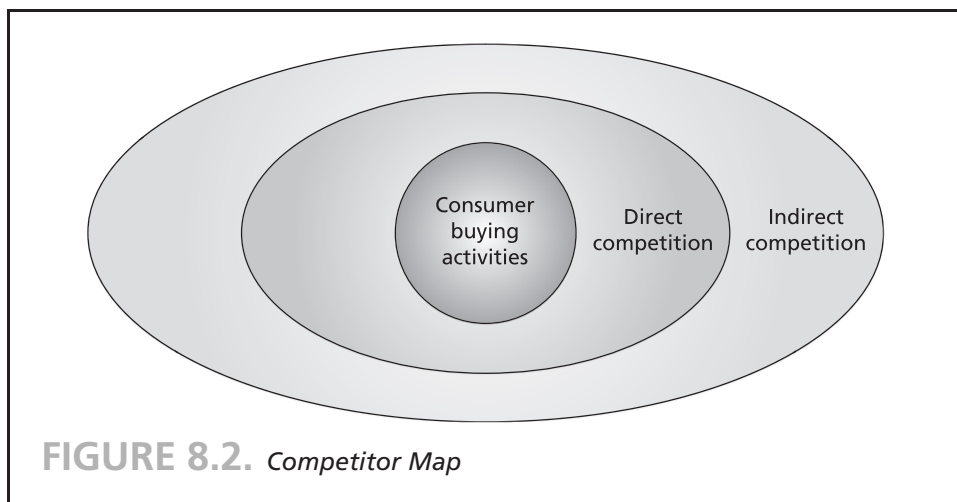 Consumer
buying
activities
Direct
competition
Indirect
competition
FIGURE 8.2. Competitor Map